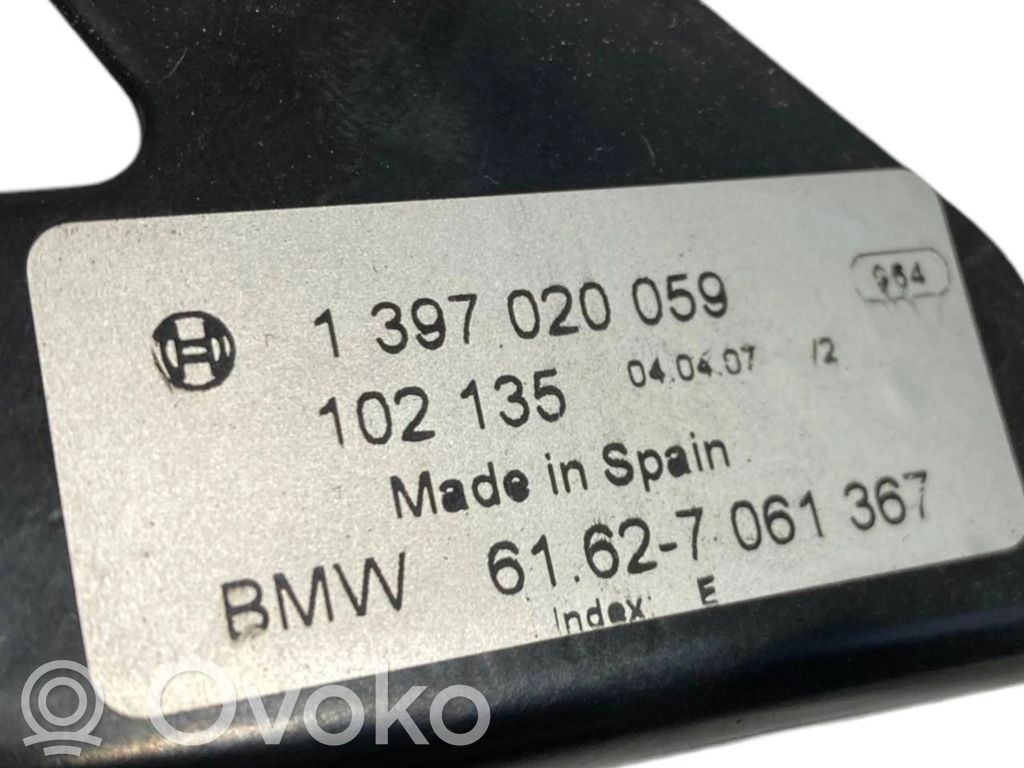 964
1 397 020 059
102 135 04.04.07 /2
Made in Spain
BMW 61.62-7 061 367
Index: E
Ovoko